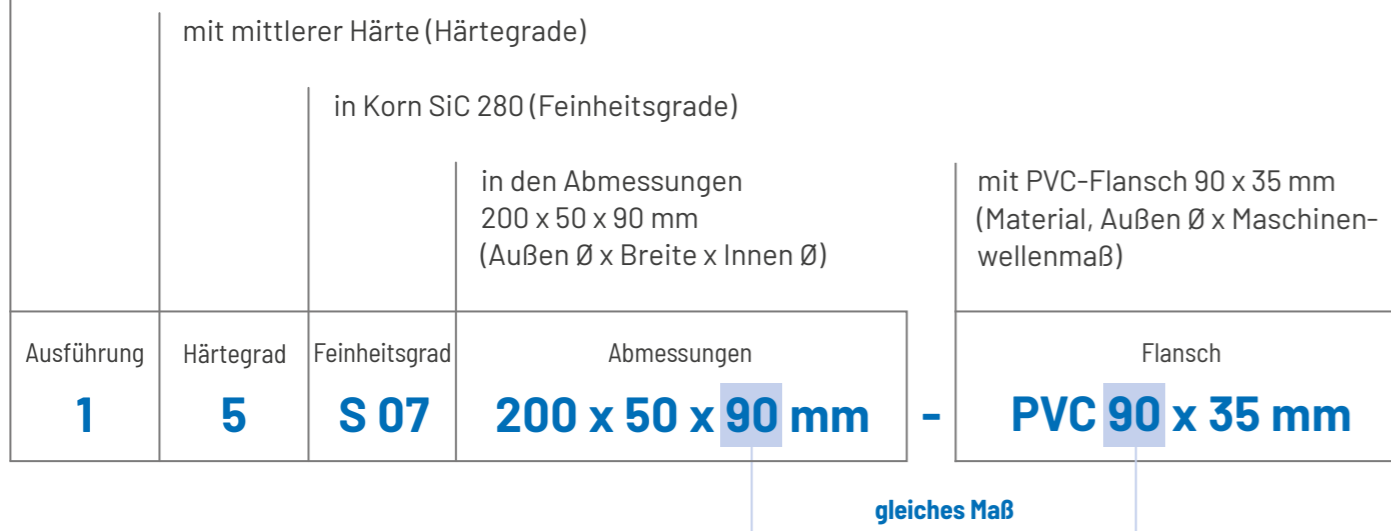 mit mittlerer Härte (Härtegrade)
in Korn SiC 280 (Feinheitsgrade)
in den Abmessungen
200 x 50 x 90 mm
(Außen Ø x Breite x Innen Ø)
mit PVC-Flansch 90 x 35 mm
(Material, Außen Ø x Maschinen-
wellenmaß)
Ausführung
1
Härtegrad
5
Feinheitsgrad
S 07
Abmessungen
200 x 50 x 90 mm
-
Flansch
PVC 90 x 35 mm
gleiches Maß